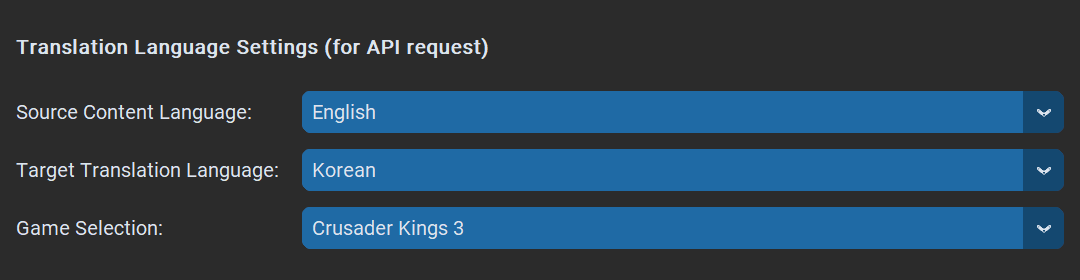 Translation Language Settings (for API request)
Source Content Language: English
Target Translation Language: Korean
Game Selection: Crusader Kings 3